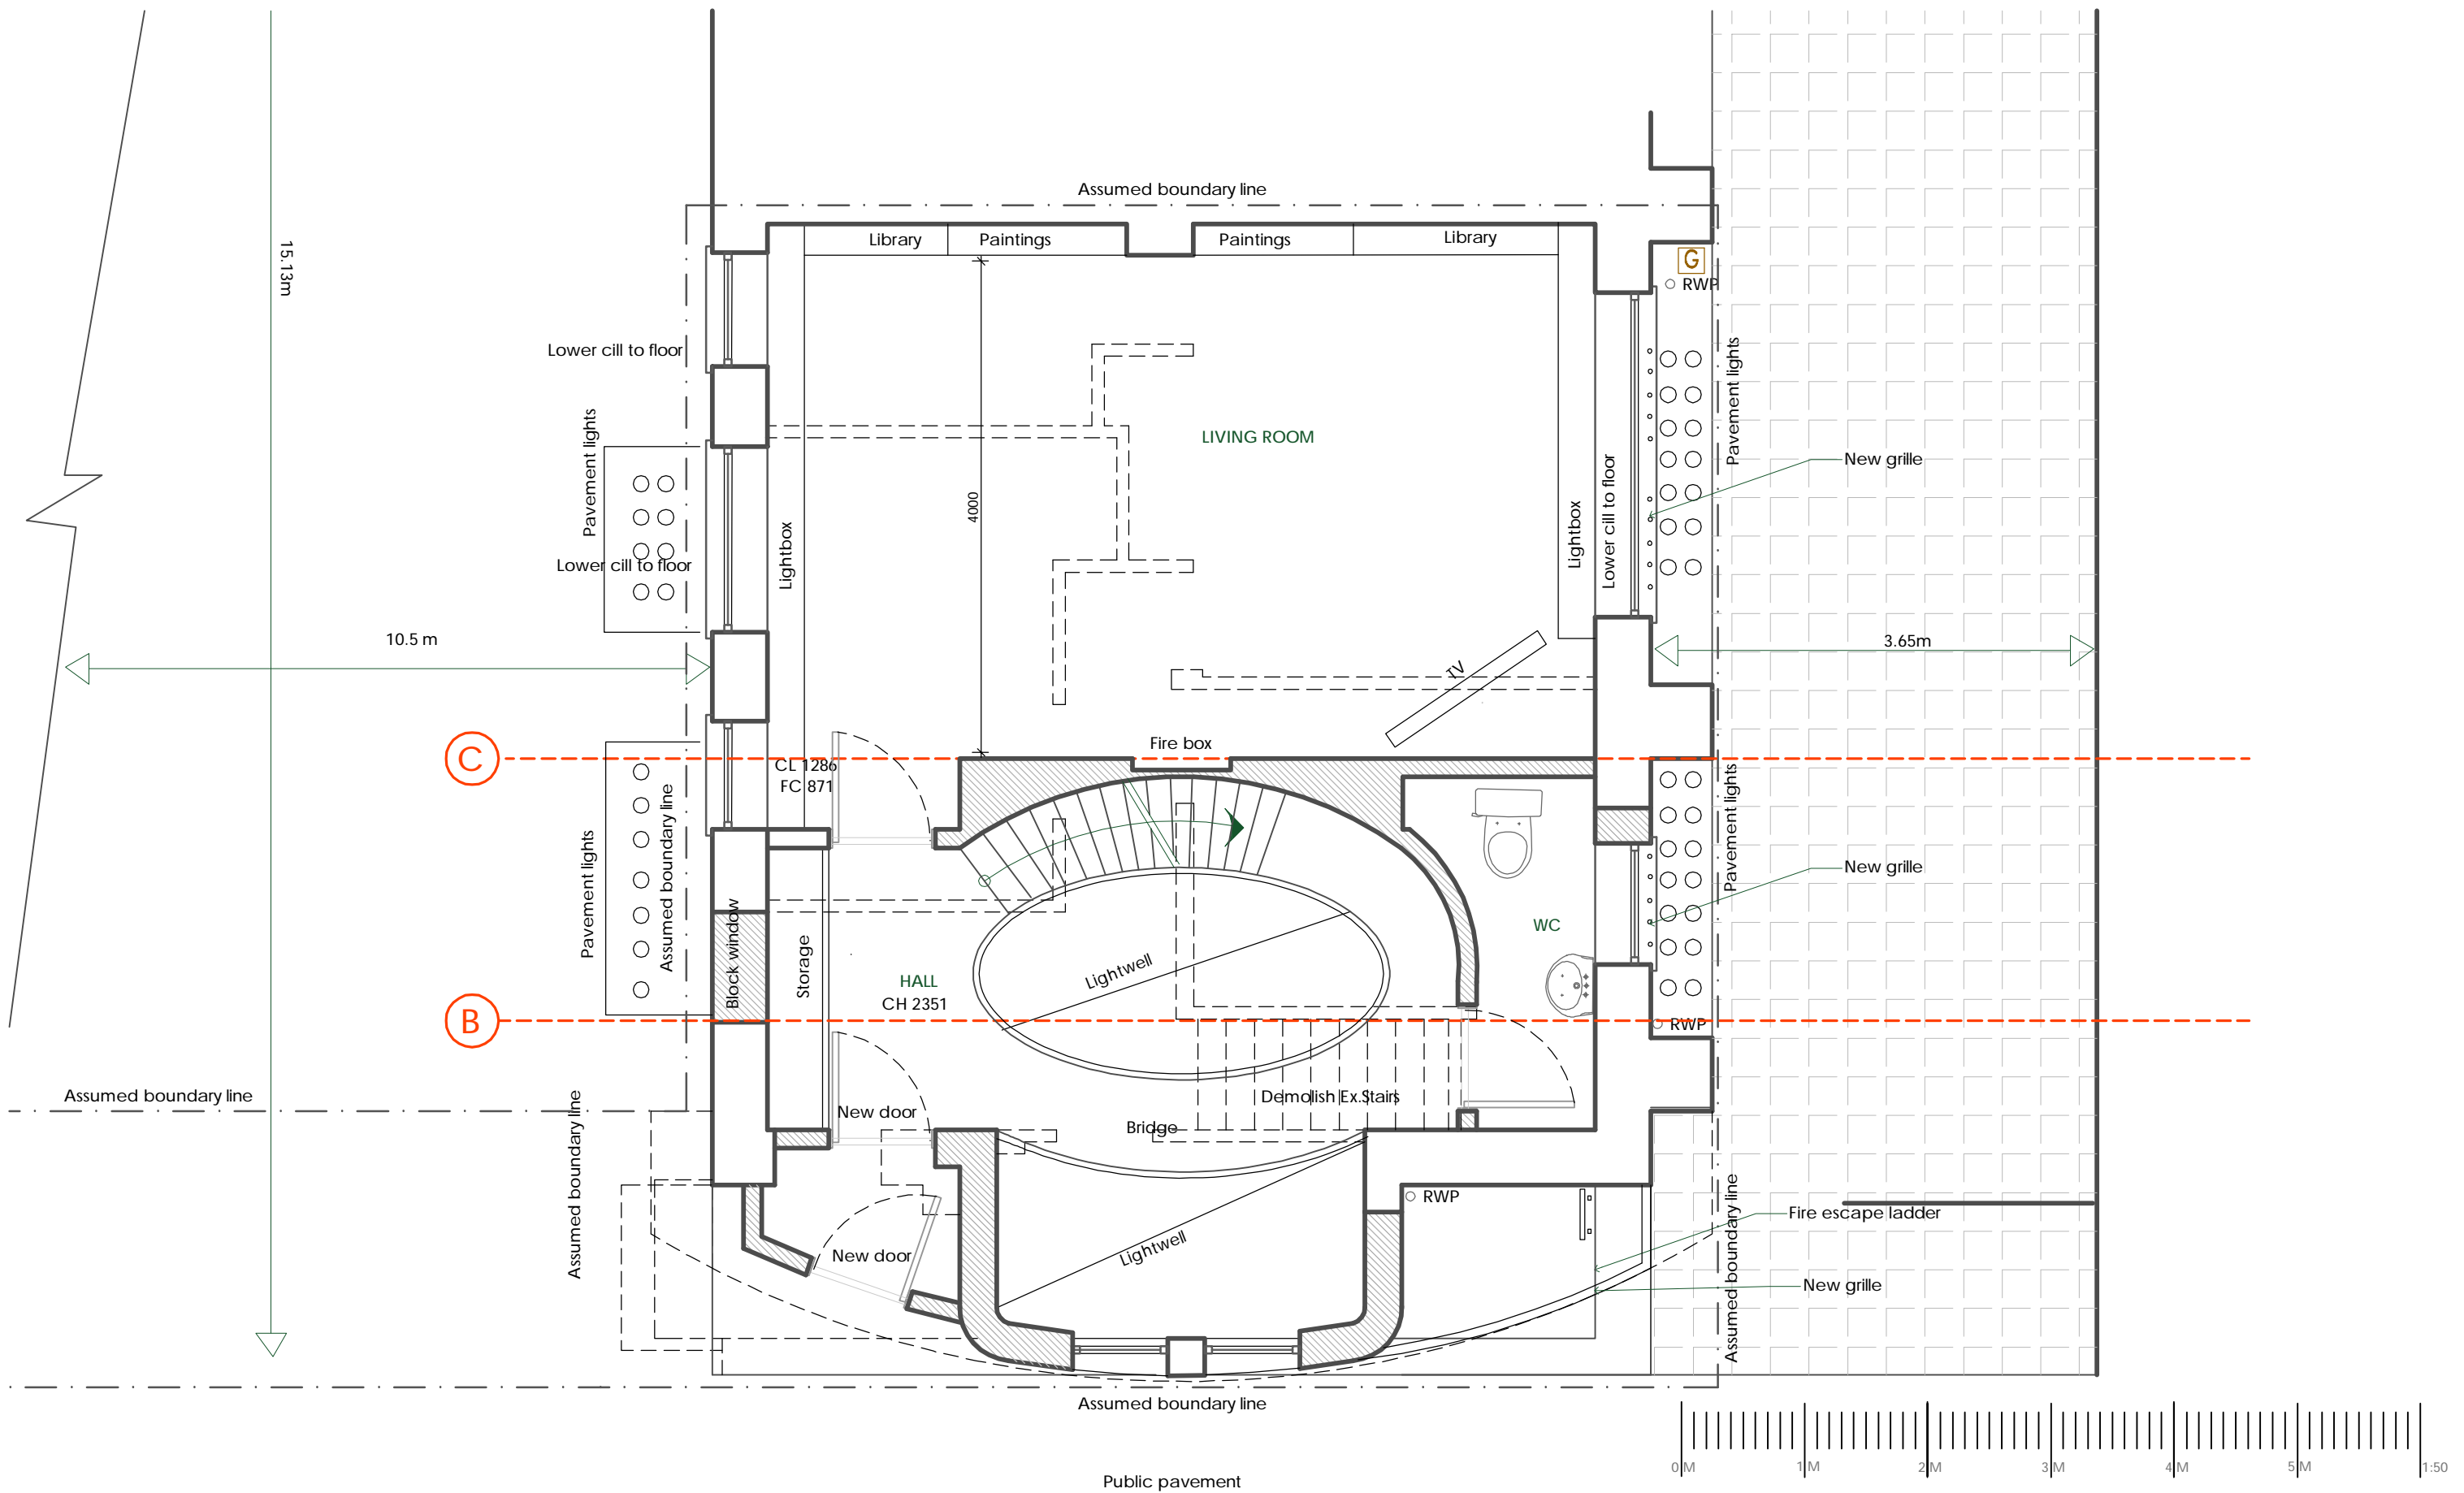 Assumed boundary line
Library
Paintings
Paintings
Library
G
RWP
15.13m
Lower cill to floor
Pavement lights
Pavement lights
LIVING ROOM
New grille
4000
Lightbox
Lightbox
Lower cill to floor
Lower cill to floor
10.5 m
3.65m
TV
Fire box
C
CL 1286
FC 871
Pavement lights
Assumed boundary line
Pavement lights
New grille
Block window
Storage
WC
Lightwell
HALL
CH 2351
B
RWP
Assumed boundary line
Assumed boundary line
New door
Demolish Ex.Stairs
Bridge
RWP
Fire escape ladder
Assumed boundary line
New door
Lightwell
New grille
Assumed boundary line
0 M
1 M
2 M
3 M
4 M
5 M
1:50
Public pavement